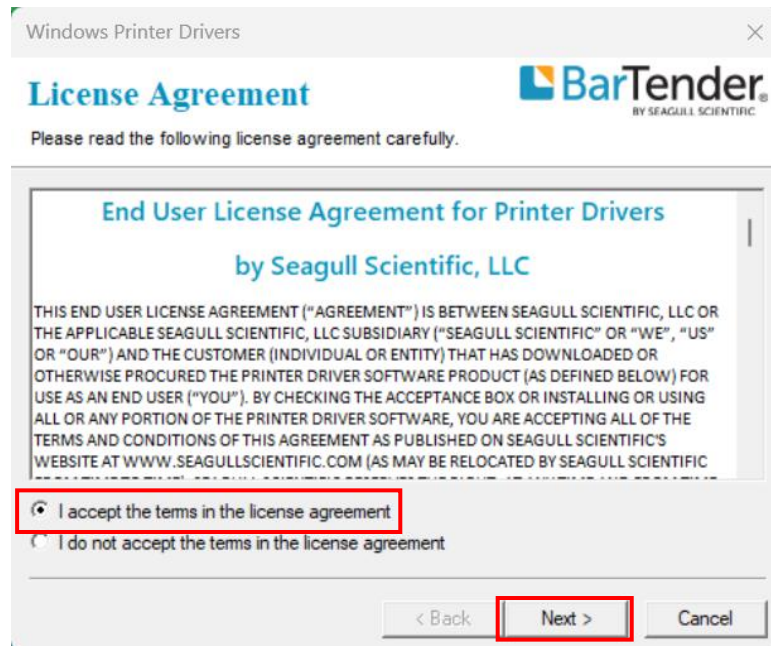 Windows Printer Drivers
License Agreement
BarTender®
BY SEAGULL SCIENTIFIC
Please read the following license agreement carefully.
End User License Agreement for Printer Drivers
by Seagull Scientific, LLC
THIS END USER LICENSE AGREEMENT (“AGREEMENT”) IS BETWEEN SEAGULL SCIENTIFIC, LLC OR
THE APPLICABLE SEAGULL SCIENTIFIC, LLC SUBSIDIARY (“SEAGULL SCIENTIFIC” OR “WE”, “US”
OR “OUR”) AND THE CUSTOMER (INDIVIDUAL OR ENTITY) THAT HAS DOWNLOADED OR
OTHERWISE PROCURED THE PRINTER DRIVER SOFTWARE PRODUCT (AS DEFINED BELOW) FOR
USE AS AN END USER (“YOU”). BY CHECKING THE ACCEPTANCE BOX OR INSTALLING OR USING
ALL OR ANY PORTION OF THE PRINTER DRIVER SOFTWARE, YOU ARE ACCEPTING ALL OF THE
TERMS AND CONDITIONS OF THIS AGREEMENT AS PUBLISHED ON SEAGULL SCIENTIFIC'S
WEBSITE AT WWW.SEAGULLSCIENTIFIC.COM (AS MAY BE RELOCATED BY SEAGULL SCIENTIFIC
I accept the terms in the license agreement
I do not accept the terms in the license agreement
< Back
Next >
Cancel